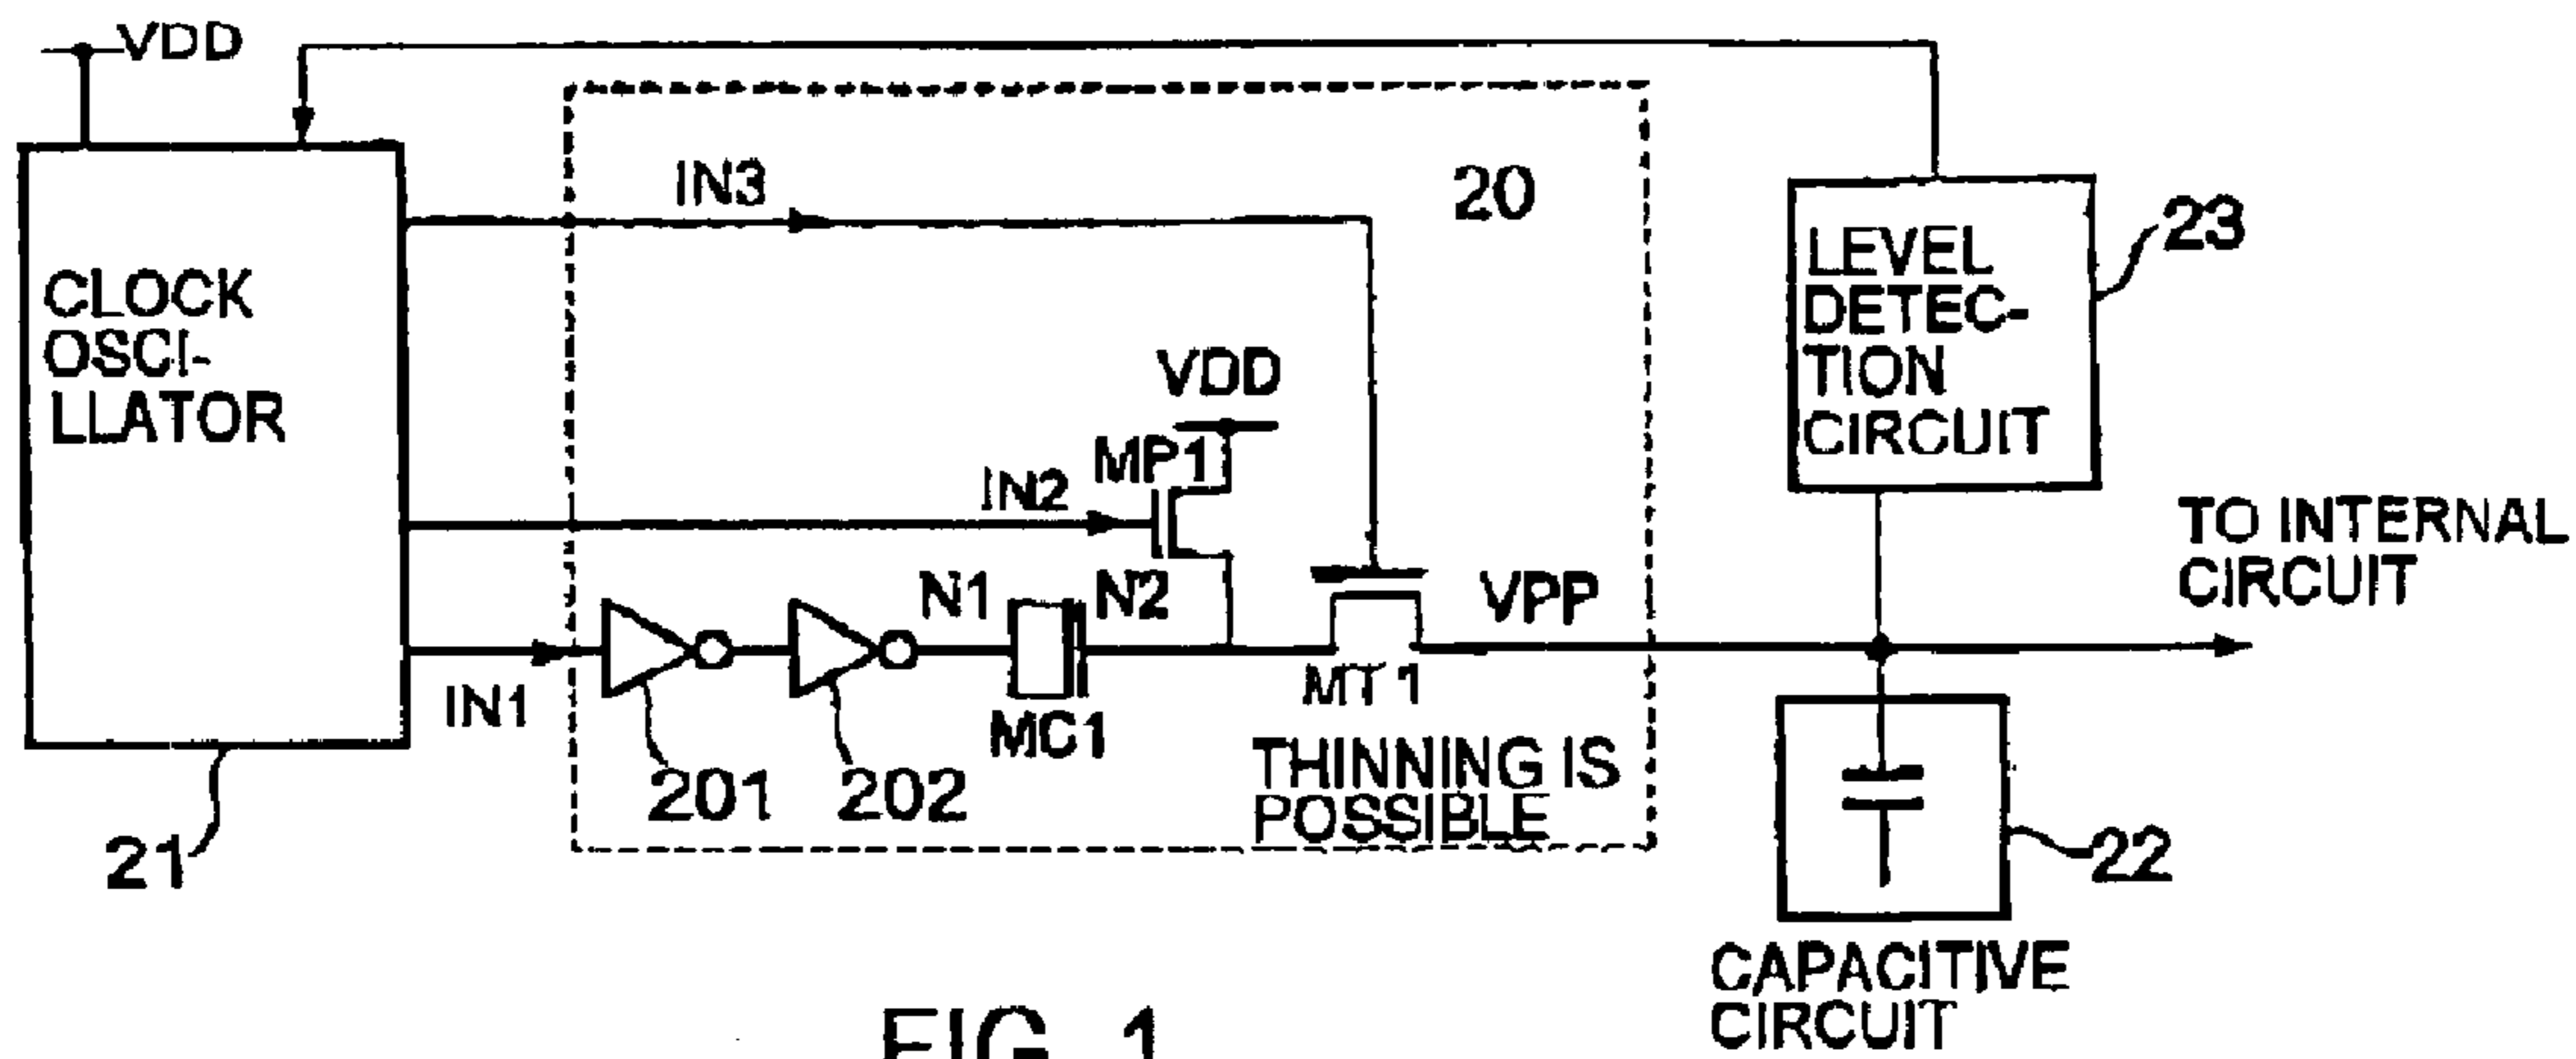 VDD
IN3
20
CLOCK
OSCI-
LLATOR
LEVEL
DETEC-
TION
CIRCUIT
23
VDD
MP1
IN2
TO INTERNAL
CIRCUIT
N1
N2
VPP
IN1
MC1
MT1
201
202
THINNING IS
POSSIBLE
21
22
CAPACITIVE
CIRCUIT
FIG. 1